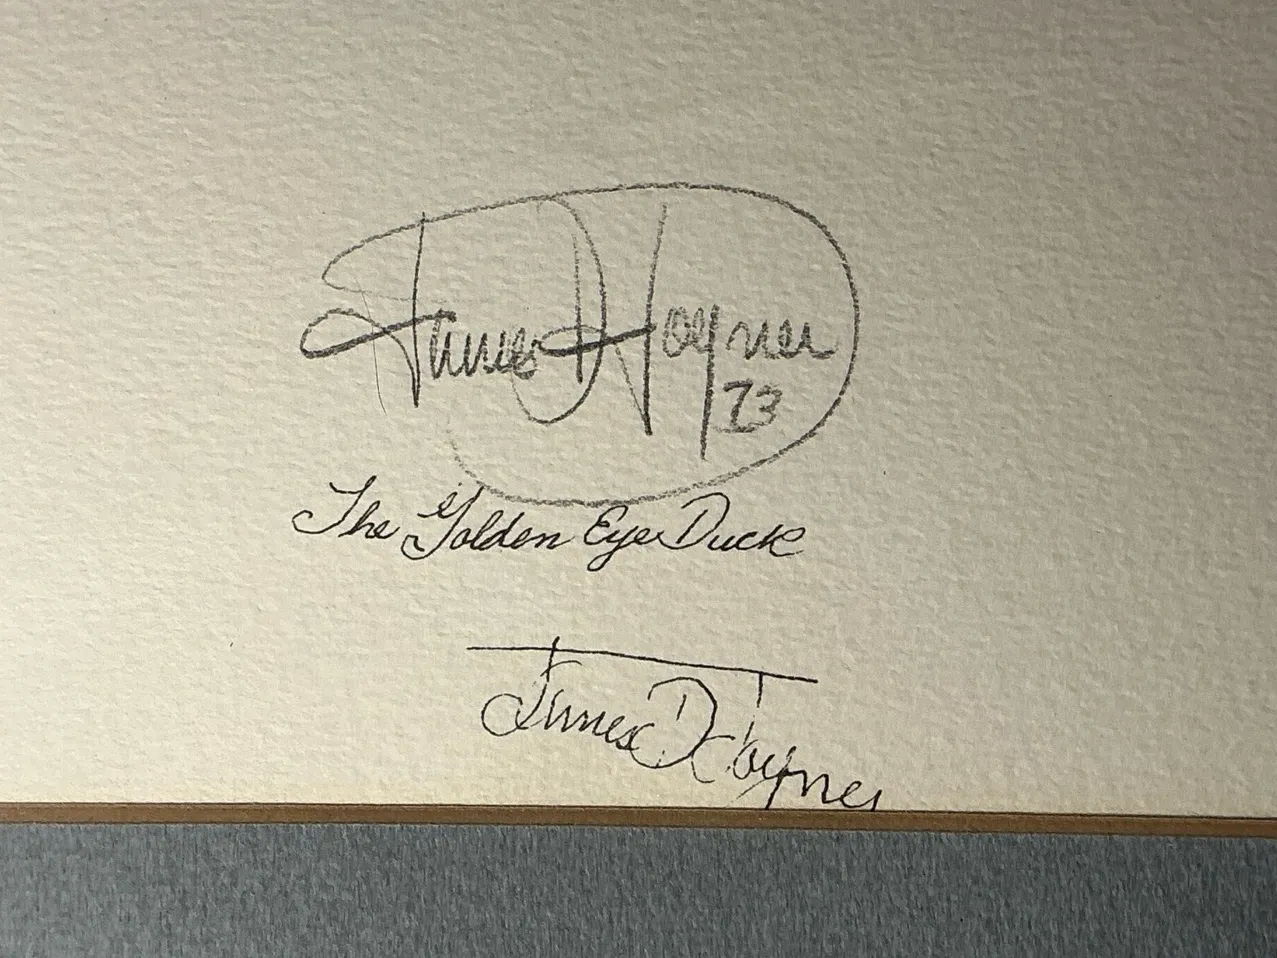 James D Hoyner
73
The Golden Eye Duck
James D Hoyner